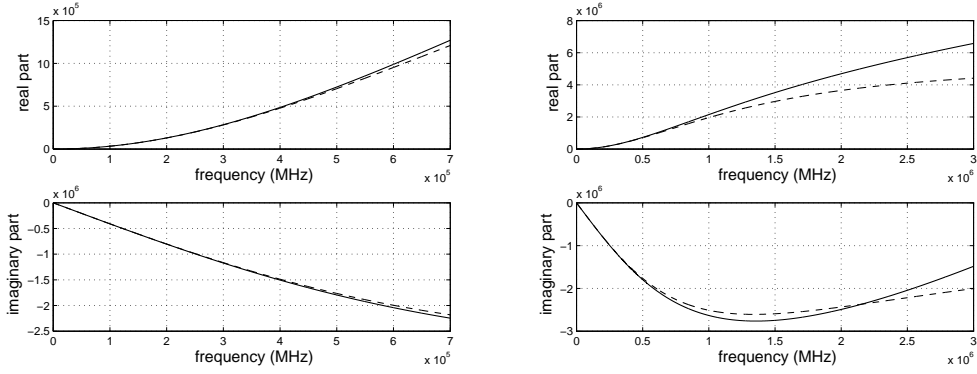 x 10^5
15
10
5
0
real part
0 1 2 3 4 5 6 7
frequency (MHz)
x 10^5
x 10^6
8
6
4
2
0
real part
0 0.5 1 1.5 2 2.5 3
frequency (MHz)
x 10^6
x 10^6
0
−0.5
−1
−1.5
−2
−2.5
imaginary part
0 1 2 3 4 5 6 7
frequency (MHz)
x 10^5
x 10^6
0
−1
−2
−3
imaginary part
0 0.5 1 1.5 2 2.5 3
frequency (MHz)
x 10^6